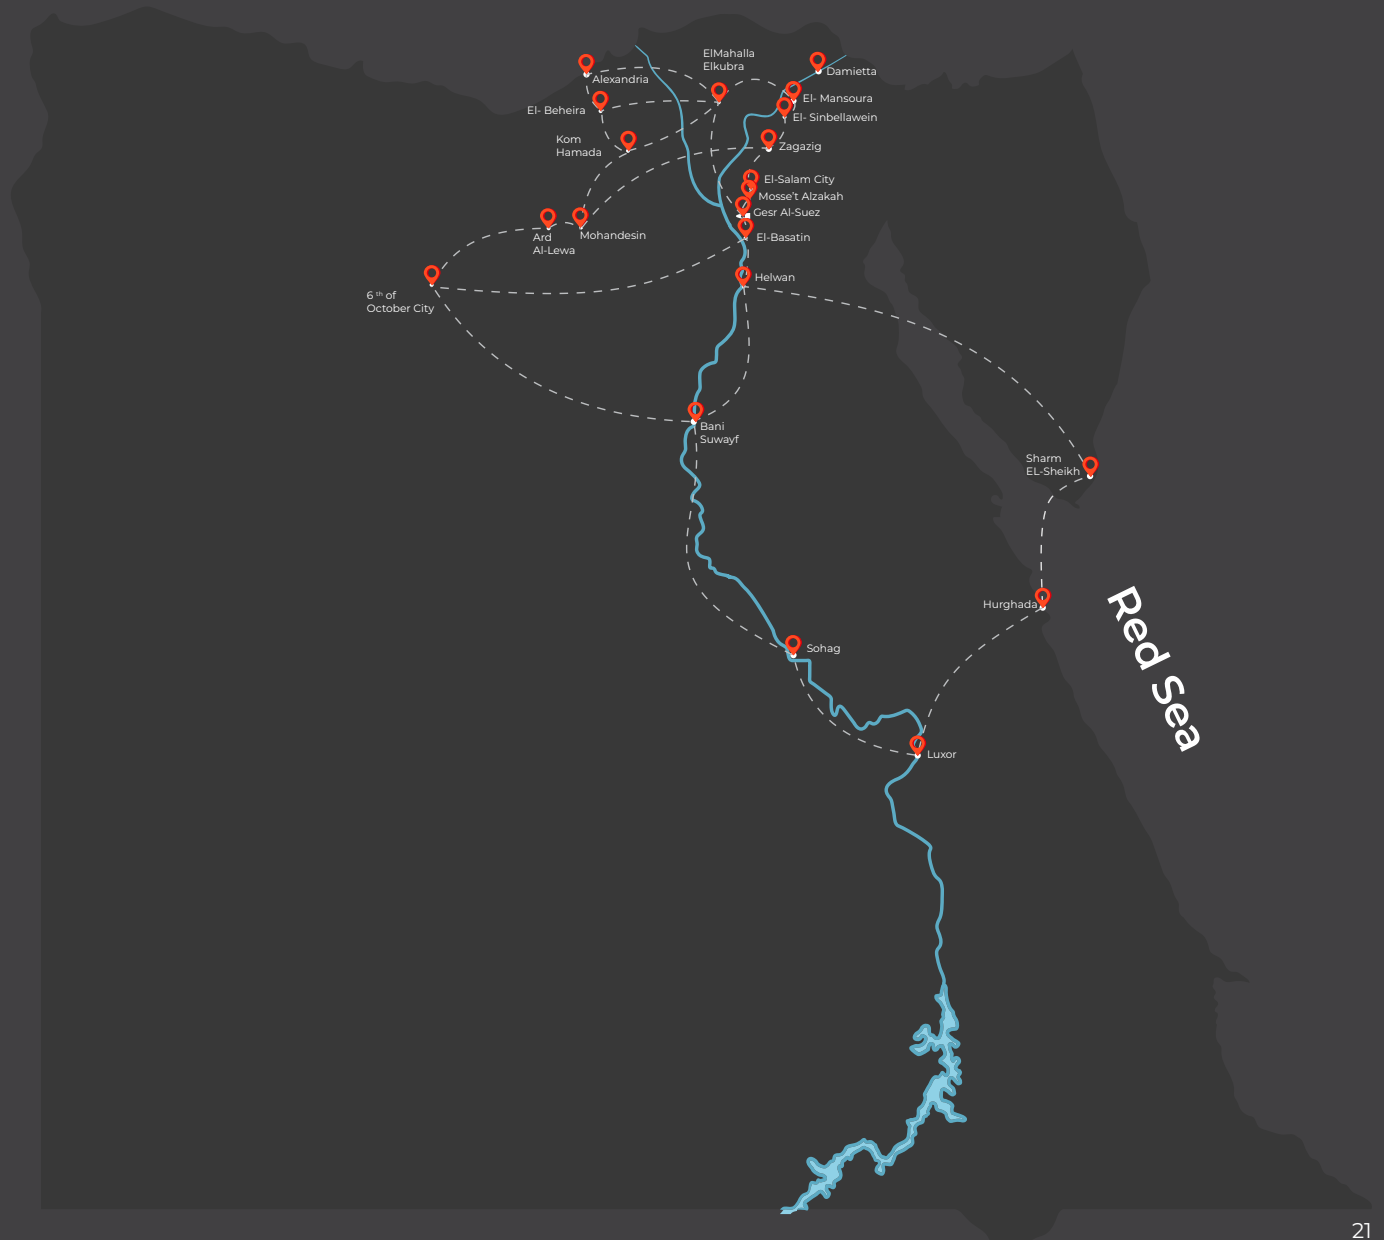 ElMahalla
Elkubra
Damietta
Alexandria
El- Mansoura
El- Beheira
El- Sinbellawein
Kom
Hamada
Zagazig
El-Salam City
Mosse't Alzakah
Gesr Al-Suez
Mohandesin
Ard
Al-Lewa
El-Basatin
Helwan
6 th of
October City
Bani
Suwayf
Sharm
EL-Sheikh
Hurghada
Red Sea
Sohag
Luxor
21